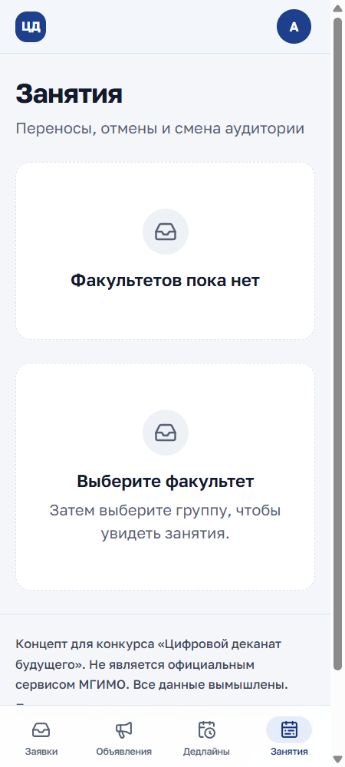 ЦД
А
Занятия
Переносы, отмены и смена аудитории
Факультетов пока нет
Выберите факультет
Затем выберите группу, чтобы
увидеть занятия.
Концепт для конкурса «Цифровой деканат
будущего». Не является официальным
сервисом МГИМО. Все данные вымышлены.
Заявки
Объявления
Дедлайны
Занятия